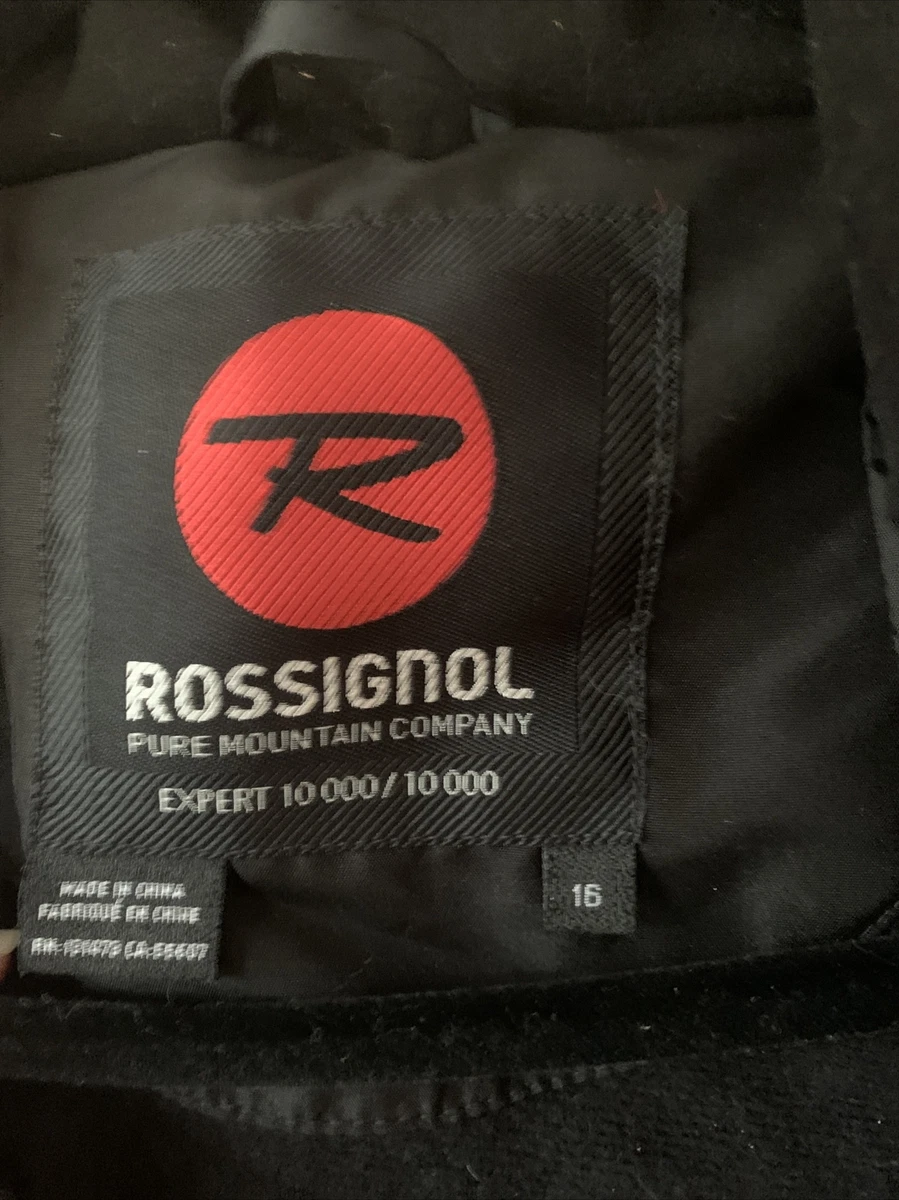 R
ROSSIGNOL
PURE MOUNTAIN COMPANY
EXPERT 10 000 / 10 000
MADE IN CHINA
FABRIQUÉ EN CHINE
16